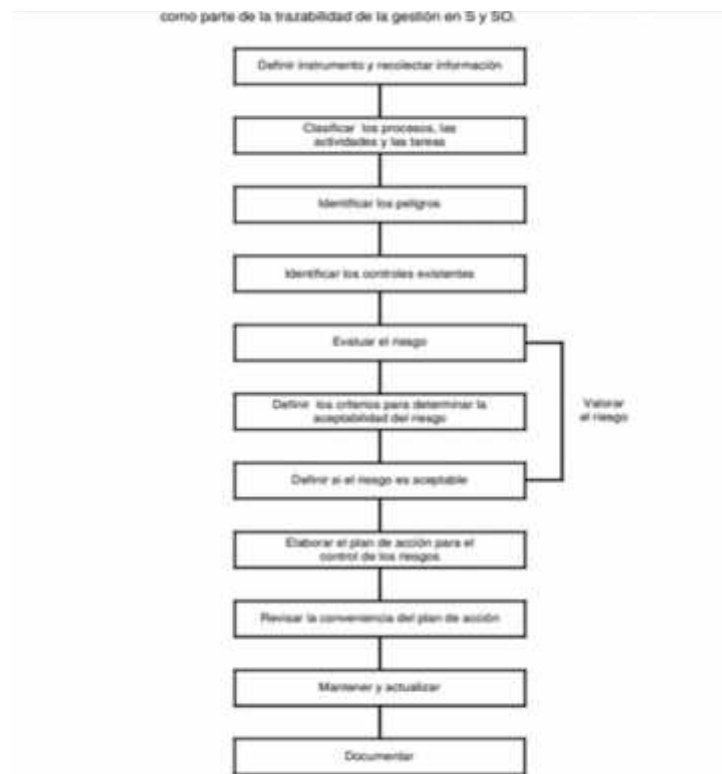 como parte de la trazabilidad de la gestión en S y SO.
Definir instrumento y recolectar información
Clasificar los procesos, las
actividades y las tareas
Identificar los peligros
Identificar los controles existentes
Evaluar el riesgo
Definir los criterios para determinar la
aceptabilidad del riesgo
Valorar
el riesgo
Definir si el riesgo es aceptable
Elaborar el plan de acción para el
control de los riesgos
Revisar la conveniencia del plan de acción
Mantener y actualizar
Documentar